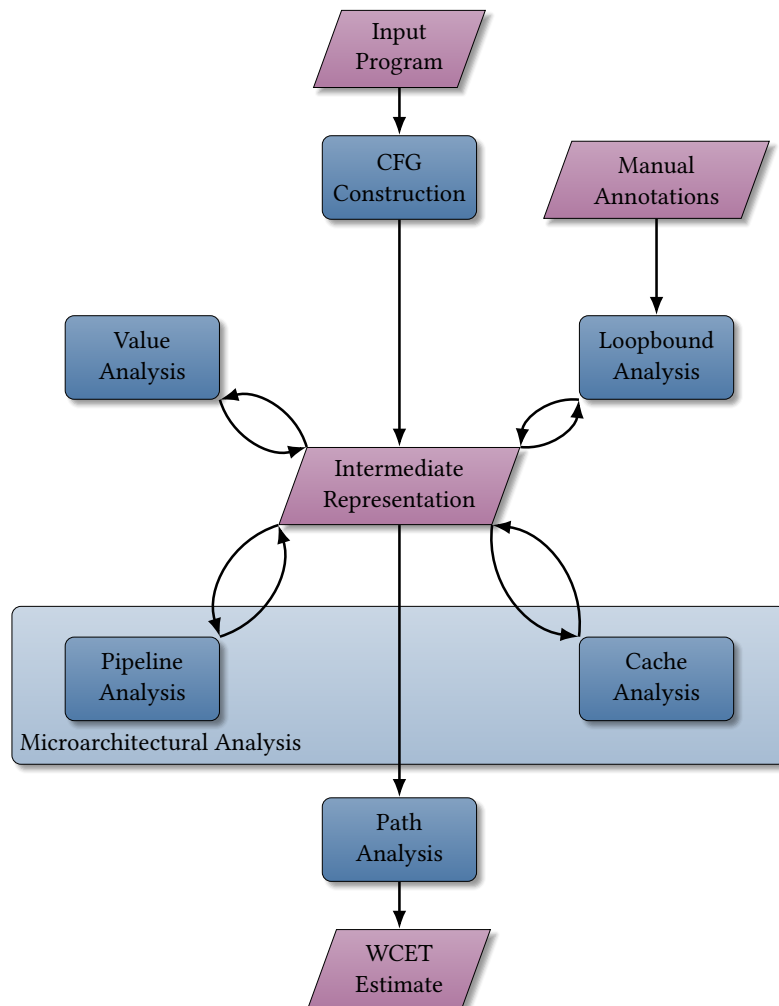 Input
Program
CFG
Construction
Manual
Annotations
Value
Analysis
Loopbound
Analysis
Intermediate
Representation
Pipeline
Analysis
Cache
Analysis
Microarchitectural Analysis
Path
Analysis
WCET
Estimate